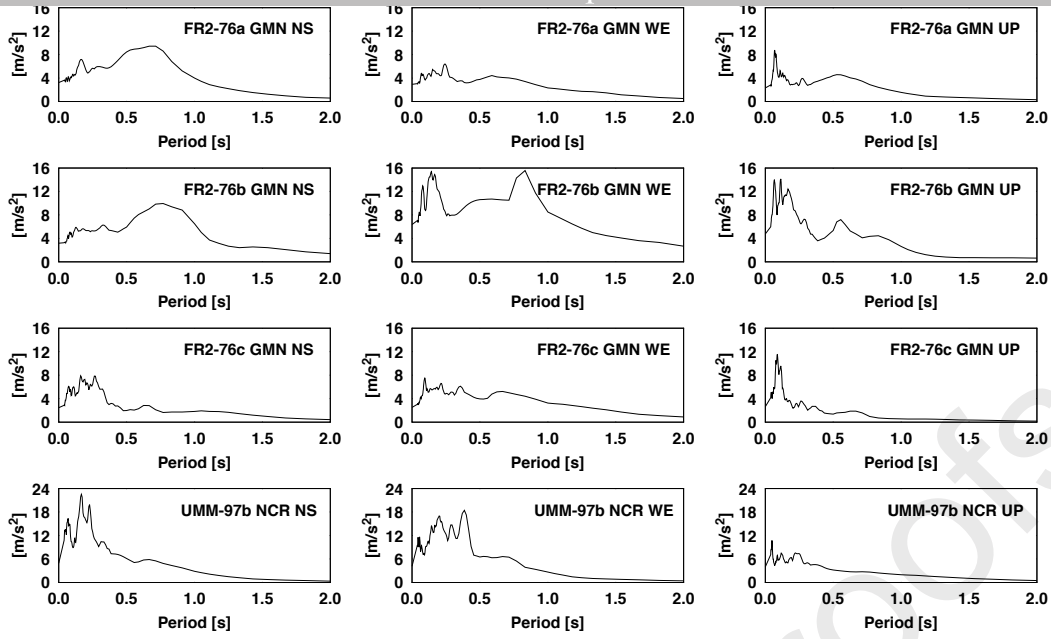 FR2-76a GMN NS
FR2-76a GMN WE
FR2-76a GMN UP
[m/s²] 16 12 8 4 0
[m/s²] 16 12 8 4 0
[m/s²] 16 12 8 4 0
0.0 0.5 1.0 1.5 2.0
0.0 0.5 1.0 1.5 2.0
0.0 0.5 1.0 1.5 2.0
Period [s]
Period [s]
Period [s]
FR2-76b GMN NS
FR2-76b GMN WE
FR2-76b GMN UP
[m/s²] 16 12 8 4 0
[m/s²] 16 12 8 4 0
[m/s²] 16 12 8 4 0
0.0 0.5 1.0 1.5 2.0
0.0 0.5 1.0 1.5 2.0
0.0 0.5 1.0 1.5 2.0
Period [s]
Period [s]
Period [s]
FR2-76c GMN NS
FR2-76c GMN WE
FR2-76c GMN UP
[m/s²] 16 12 8 4 0
[m/s²] 16 12 8 4 0
[m/s²] 16 12 8 4 0
0.0 0.5 1.0 1.5 2.0
0.0 0.5 1.0 1.5 2.0
0.0 0.5 1.0 1.5 2.0
Period [s]
Period [s]
Period [s]
UMM-97b NCR NS
UMM-97b NCR WE
UMM-97b NCR UP
[m/s²] 24 18 12 6 0
[m/s²] 24 18 12 6 0
[m/s²] 24 18 12 6 0
0.0 0.5 1.0 1.5 2.0
0.0 0.5 1.0 1.5 2.0
0.0 0.5 1.0 1.5 2.0
Period [s]
Period [s]
Period [s]
roofs